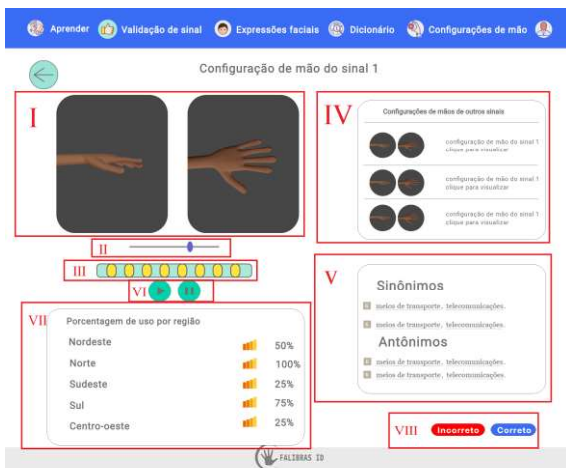 Aprender Validação de sinal Expressões faciais Dicionário Configurações de mão
Configuração de mão do sinal 1
I
II
III
VI
IV
Configurações de mãos de outros sinais
configuração de mão do sinal 1
clique para visualizar
configuração de mão do sinal 1
clique para visualizar
configuração de mão do sinal 1
clique para visualizar
V
Sinônimos
meios de transporte, telecomunicações.
meios de transporte, telecomunicações.
Antônimos
meios de transporte, telecomunicações.
meios de transporte, telecomunicações.
VII
Porcentagem de uso por região
Nordeste 50%
Norte 100%
Sudeste 25%
Sul 75%
Centro-oeste 25%
VIII Incorreto Correto
FALIBRAS ID